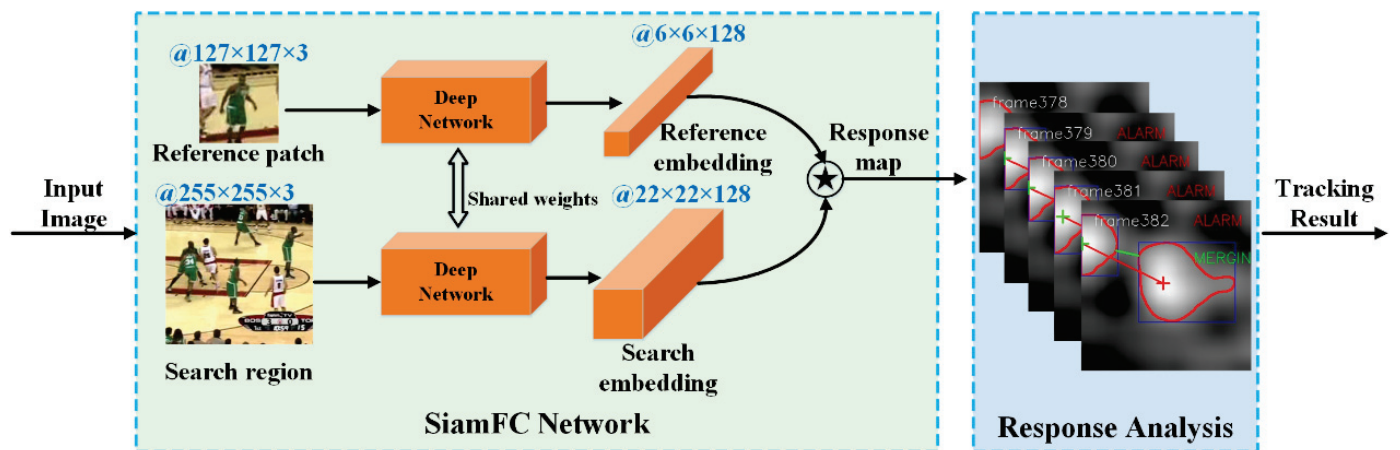 Input
Image
@127×127×3
Reference patch
@255×255×3
Search region
Deep
Network
Shared weights
Deep
Network
@6×6×128
Reference
embedding
@22×22×128
Search
embedding
Response
map
SiamFC Network
frame378
frame379 ALARM
frame380 ALARM
frame381 ALARM
frame382 ALARM
MERGIN
Response Analysis
Tracking
Result